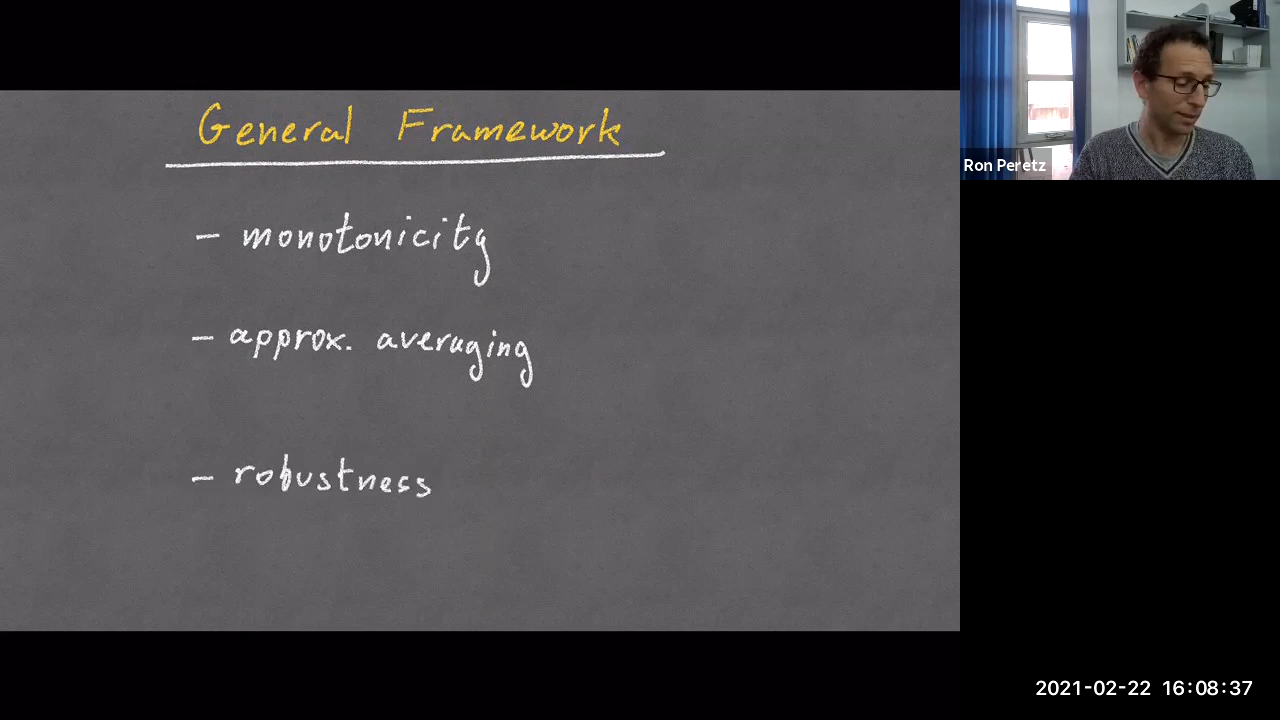 General Framework
- monotonicity
- approx. averaging
- robustness
Ron Peretz
2021-02-22 16:08:37